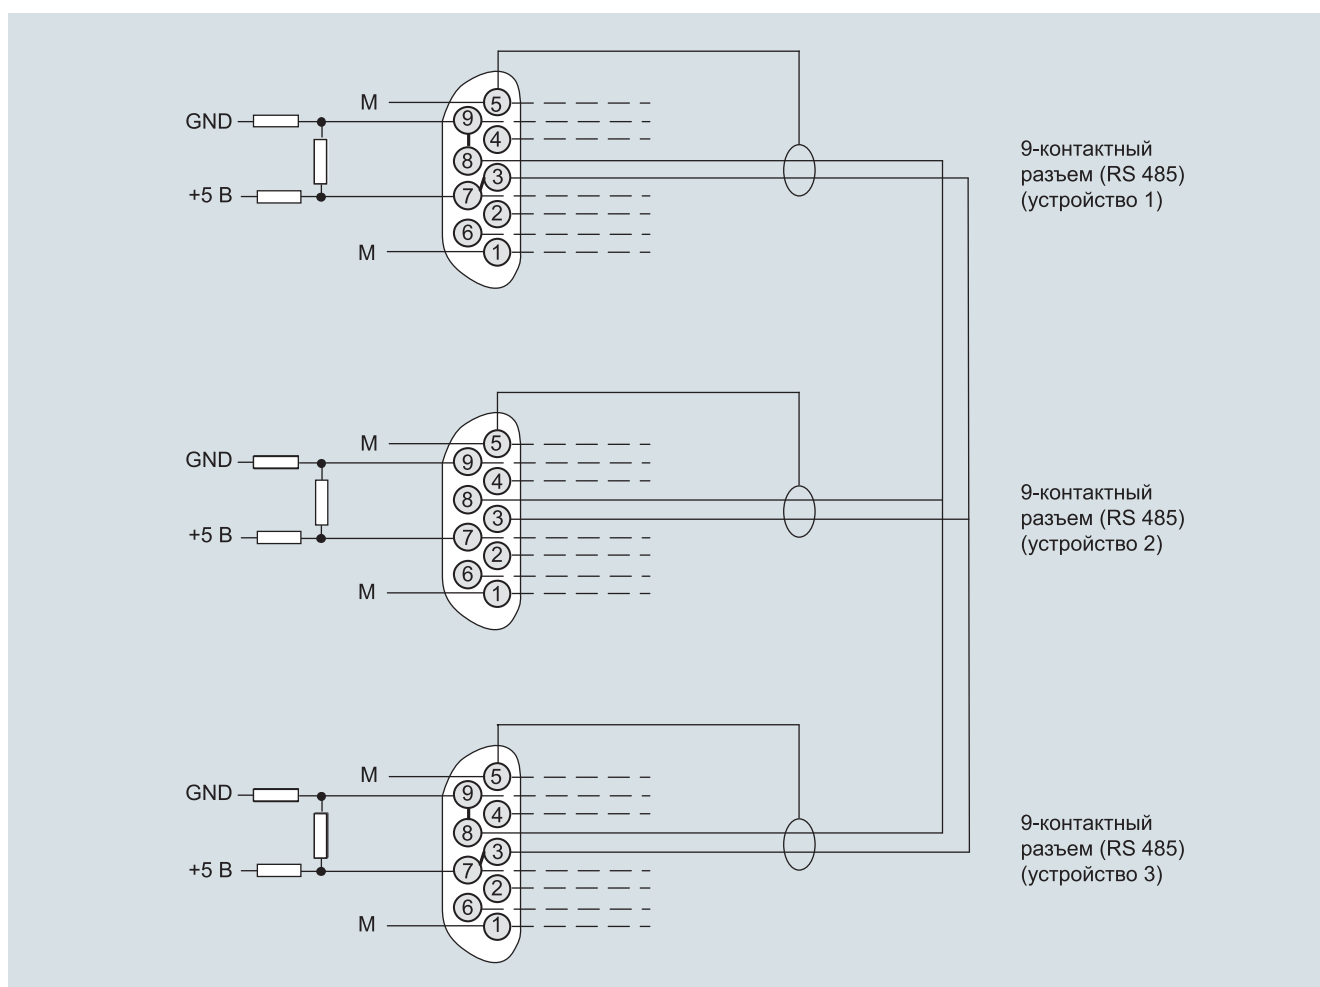 M
5
9
GND
4
9-контактный
8
разъем (RS 485)
3
+5 В
7
(устройство 1)
2
6
M
1
M
5
GND
9
4
9-контактный
8
разъем (RS 485)
3
+5 В
7
(устройство 2)
2
6
M
1
M
5
GND
9
4
9-контактный
8
разъем (RS 485)
3
+5 В
7
(устройство 3)
2
6
M
1